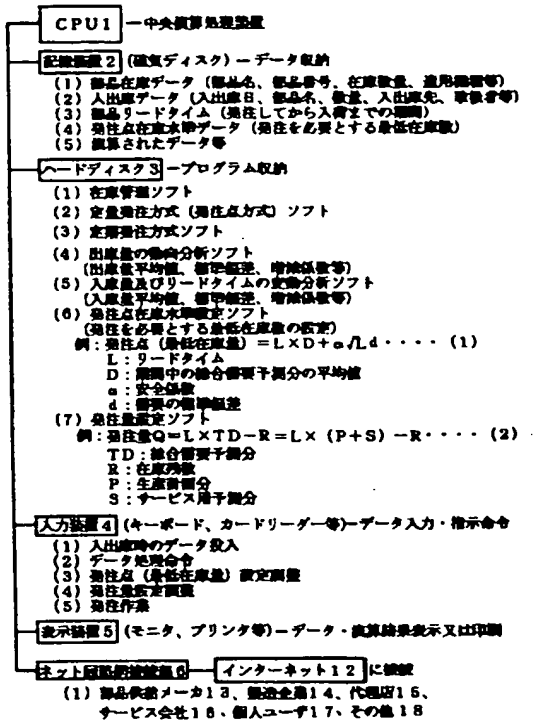 CPU1 ー中央演算処理装置
記憶装置2 (磁気ディスク) ーデータ収納
(1) 部品在庫データ (部品名、部品番号、在庫数量、適用機種等)
(2) 入出庫データ (入出庫日、部品名、数量、入出庫先、取扱者等)
(3) 部品リードタイム (発注してから入荷までの期間)
(4) 発注点在庫水準データ (発注を必要とする最低在庫数)
(5) 演算されたデータ等
ハードディスク3 ープログラム収納
(1) 在庫管理ソフト
(2) 定量発注方式 (発注点方式) ソフト
(3) 定期発注方式ソフト
(4) 出庫量の動向分析ソフト
(出庫量平均値、標準偏差、増減係数等)
(5) 入庫量及びリードタイムの変動分析ソフト
(入庫量平均値、標準偏差、増減係数等)
(6) 発注点在庫水準設定ソフト
(発注を必要とする最低在庫数の設定)
例:発注点 (最低在庫量) =L×D+α√Ld・・・・ (1)
L:リードタイム
D:期間中の総合需要予測分の平均値
α:安全係数
d:需要の標準偏差
(7) 発注量設定ソフト
例:発注量Q=L×TD−R=L× (P+S) −R・・・・ (2)
TD:総合需要予測分
R:在庫残数
P:生産計画分
S:サービス用予測分
入力装置4 (キーボード、カードリーダー等)ーデータ入力・指示命令
(1) 入出庫時のデータ投入
(2) データ処理命令
(3) 発注点 (最低在庫量) 設定調整
(4) 発注量設定調整
(5) 発注作業
表示装置5 (モニタ、プリンタ等) ーデータ・演算結果表示又は印刷
ネット回路網接続器6 インターネット12 に接続
(1) 部品供給メーカ13、製造企業14、代理店15、
サービス会社16、個人ユーザ17、その他18